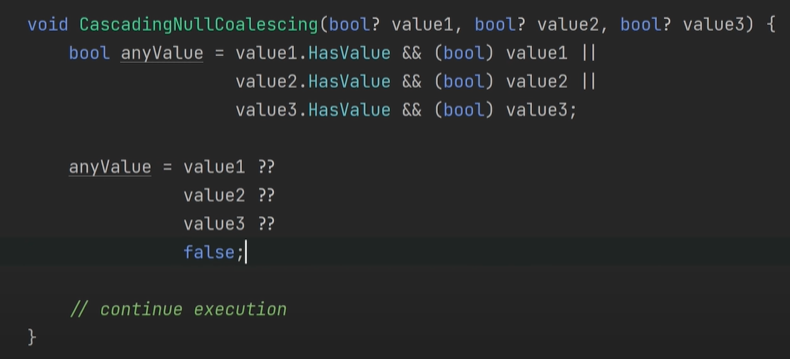 void CascadingNullCoalescing(bool? value1, bool? value2, bool? value3) {
bool anyValue = value1.HasValue && (bool) value1 ||
value2.HasValue && (bool) value2 ||
value3.HasValue && (bool) value3;
anyValue = value1 ??
value2 ??
value3 ??
false;
// continue execution
}